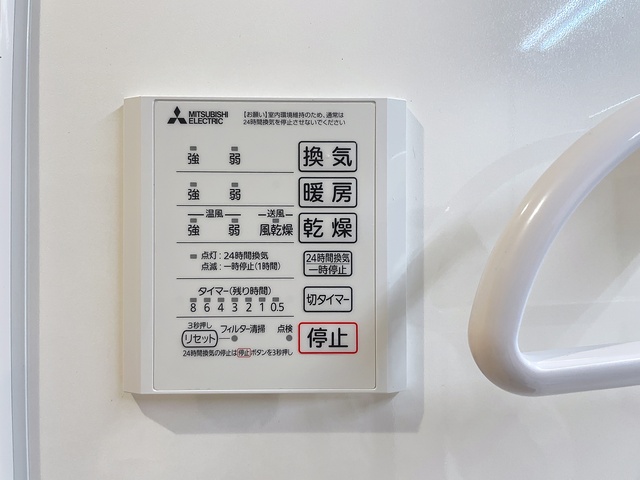 MITSUBISHI
ELECTRIC
【お願い】室内環境維持のため、通常は
24時間換気を停止させないでください
強 弱 換気
強 弱 暖房
温風 送風
強 弱 風乾燥 乾燥
点灯：24時間換気
点滅：一時停止(1時間)
24時間換気
一時停止
タイマー(残り時間)
8 6 4 3 2 1 0.5
切タイマー
3秒押し
リセット フィルター清掃 点検
停止
24時間換気の停止は停止ボタンを3秒押し